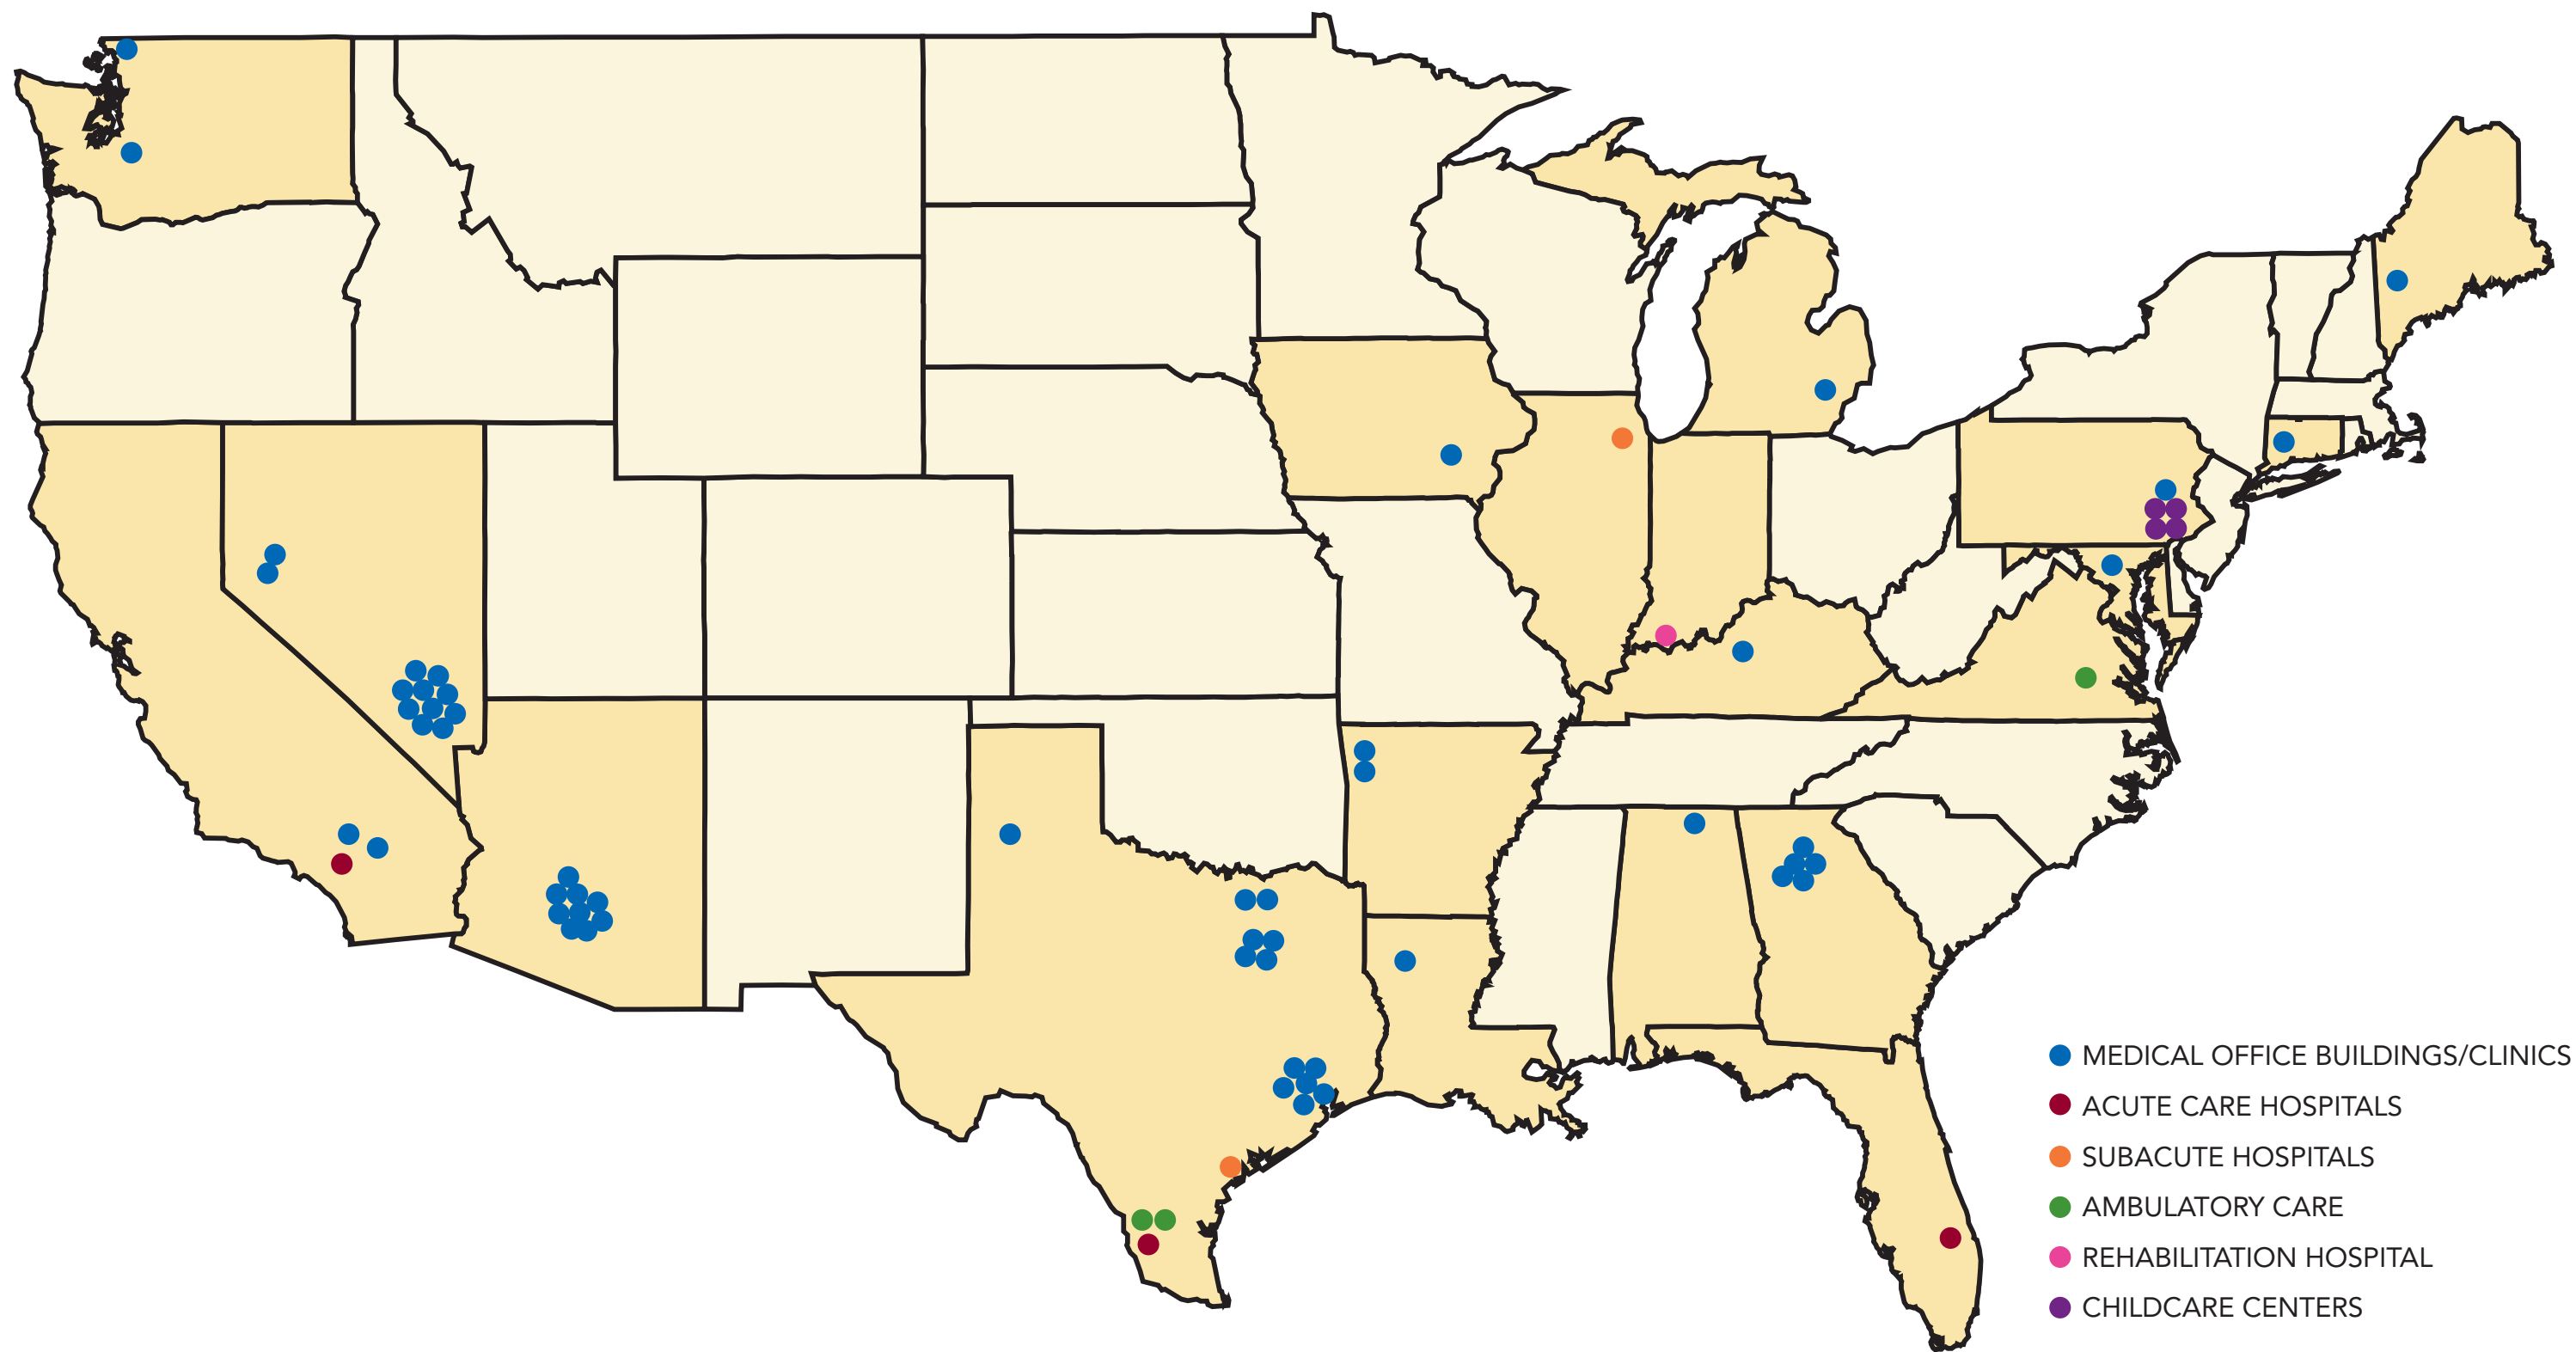 MEDICAL OFFICE BUILDINGS/CLINICS
ACUTE CARE HOSPITALS
SUBACUTE HOSPITALS
AMBULATORY CARE
REHABILITATION HOSPITAL
CHILDCARE CENTERS